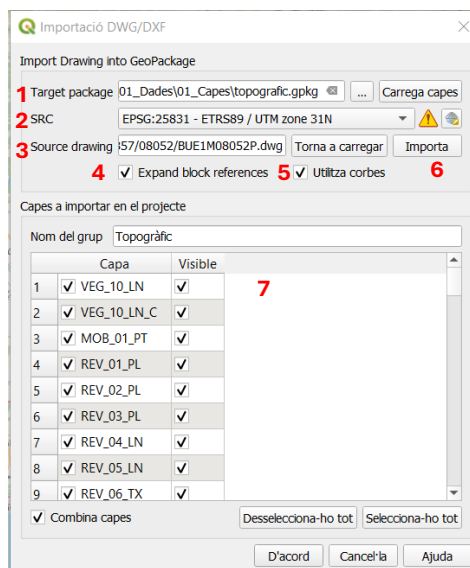 Importació DWG/DXF
Import Drawing into GeoPackage
1 Target package 01_Dades\01_Capes\topografic.gpkg ... Carrega capes
2 SRC EPSG:25831 - ETRS89 / UTM zone 31N
3 Source drawing 357/08052/BUE1M08052P.dwg Torna a carregar Importa
4 Expand block references 5 Utilitza corbes 6
Capes a importar en el projecte
Nom del grup Topogràfic
Capa Visible
7
1 VEG_10_LN
2 VEG_10_LN_C
3 MOB_01_PT
4 REV_01_PL
5 REV_02_PL
6 REV_03_PL
7 REV_04_LN
8 REV_05_LN
9 REV_06_TX
Combina capes Desselecciona-ho tot Selecciona-ho tot
D'acord Cancel·la Ajuda